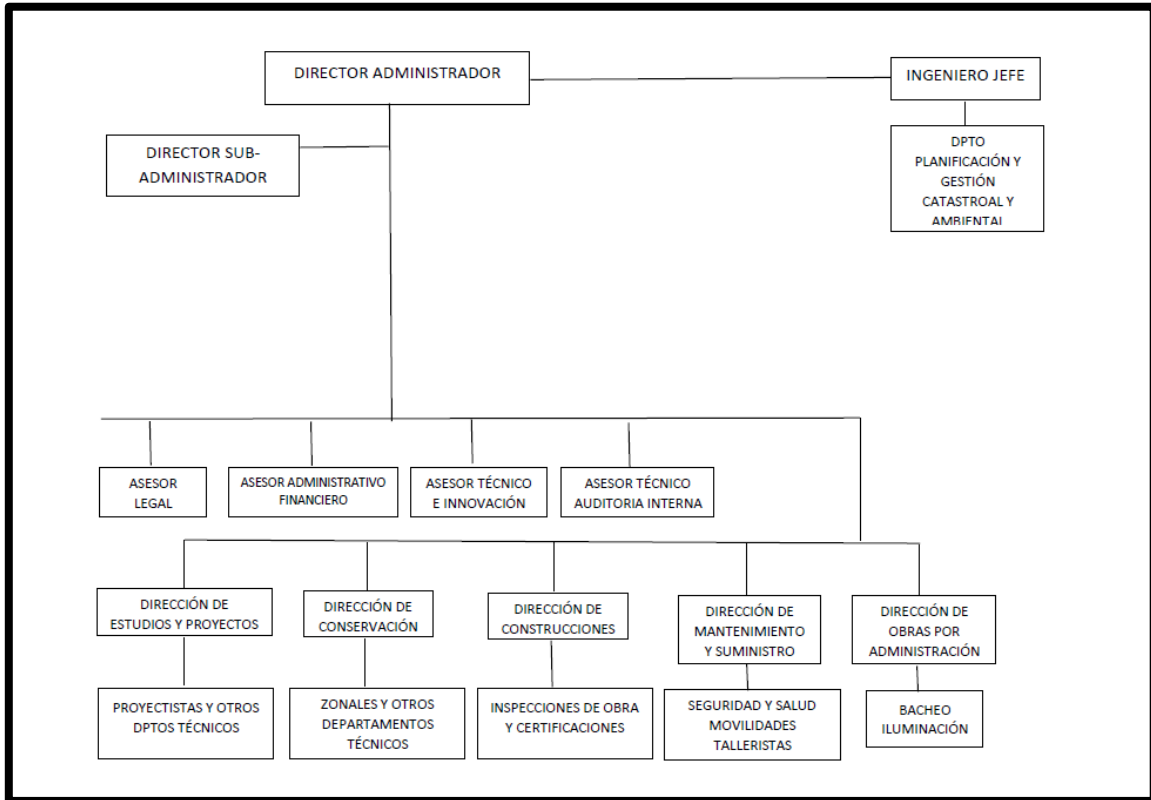 DIRECTOR ADMINISTRADOR
INGENIERO JEFE
DIRECTOR SUB-
ADMINISTRADOR
DPTO
PLANIFICACIÓN Y
GESTIÓN
CATASTROAL Y
AMBIENTAL
ASESOR
LEGAL
ASESOR ADMINISTRATIVO
FINANCIERO
ASESOR TÉCNICO
E INNOVACIÓN
ASESOR TÉCNICO
AUDITORIA INTERNA
DIRECCIÓN DE
ESTUDIOS Y PROYECTOS
DIRECCIÓN DE
CONSERVACIÓN
DIRECCIÓN DE
CONSTRUCCIONES
DIRECCIÓN DE
MANTENIMIENTO
Y SUMINISTRO
DIRECCIÓN DE
OBRAS POR
ADMINISTRACIÓN
PROYECTISTAS Y OTROS
DPTOS TÉCNICOS
ZONALES Y OTROS
DEPARTAMENTOS
TÉCNICOS
INSPECCIONES DE OBRA
Y CERTIFICACIONES
SEGURIDAD Y SALUD
MOVILIDADES
TALLERISTAS
BACHEO
ILUMINACIÓN